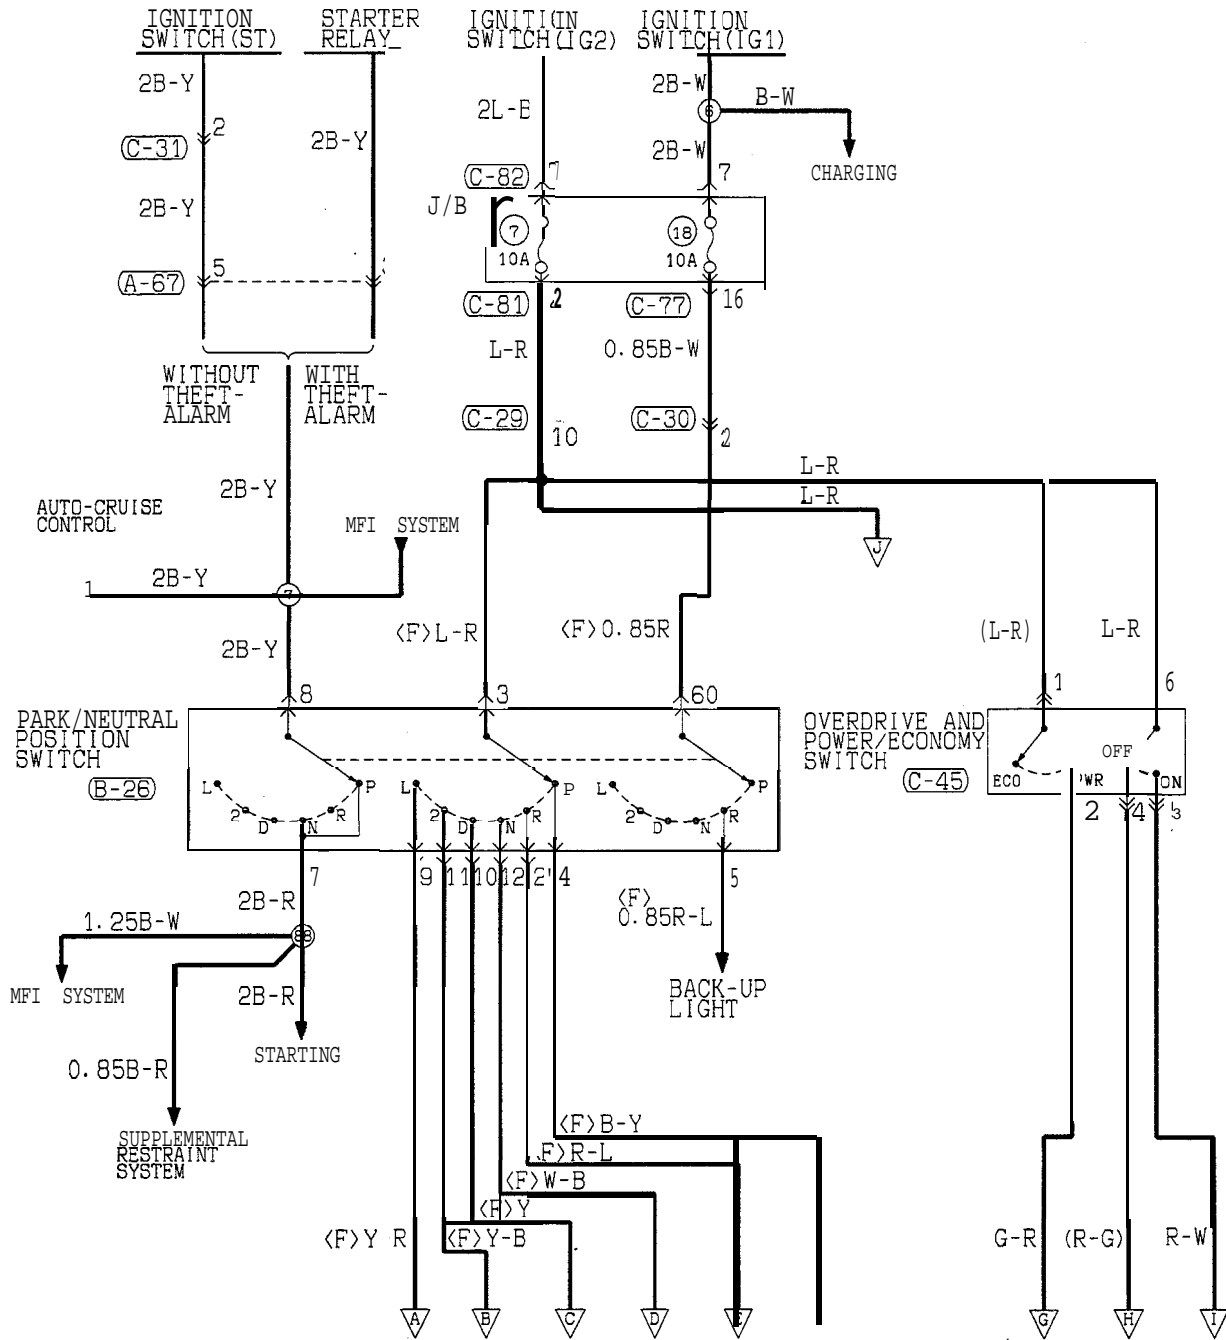 IGNITION
SWITCH(ST)
STARTER
RELAY
SWITCH(IG2)
IGNITION
SWITCH(IG1)
2B-Y
2B-W
B-W
6
2L-B
2
C-31
2B-Y
2B-W
CHARGING
C-82
7
7
2B-Y
J/B
7
10A
18
10A
5
A-67
C-81
2
C-77
16
L-R
0.85B-W
WITHOUT
THEFT-
ALARM
WITH
THEFT-
ALARM
C-29
10
C-30
2
L-R
L-R
2B-Y
AUTO-CRUISE
CONTROL
MFI SYSTEM
J
2B-Y
7
2B-Y
<F>L-R
<F>0.85R
(L-R)
L-R
8
3
60
1
6
PARK/NEUTRAL
POSITION
SWITCH
B-26
OVERDRIVE AND
POWER/ECONOMY
SWITCH
C-45
OFF
ECO
ON
L
2
D
N
R
P
L
2
D
N
R
P
L
2
D
N
R
P
2
4
3
7
9
11
10
12
2
4
5
2B-R
<F>
0.85R-L
1.25B-W
88
MFI SYSTEM
2B-R
BACK-UP
LIGHT
STARTING
0.85B-R
SUPPLEMENTAL
RESTRAINT
SYSTEM
<F>B-Y
F>R-L
<F>W-B
<F>Y
<F>Y R
<F>Y-B
G-R
(R-G)
R-W
A
B
C
D
E
G
H
I